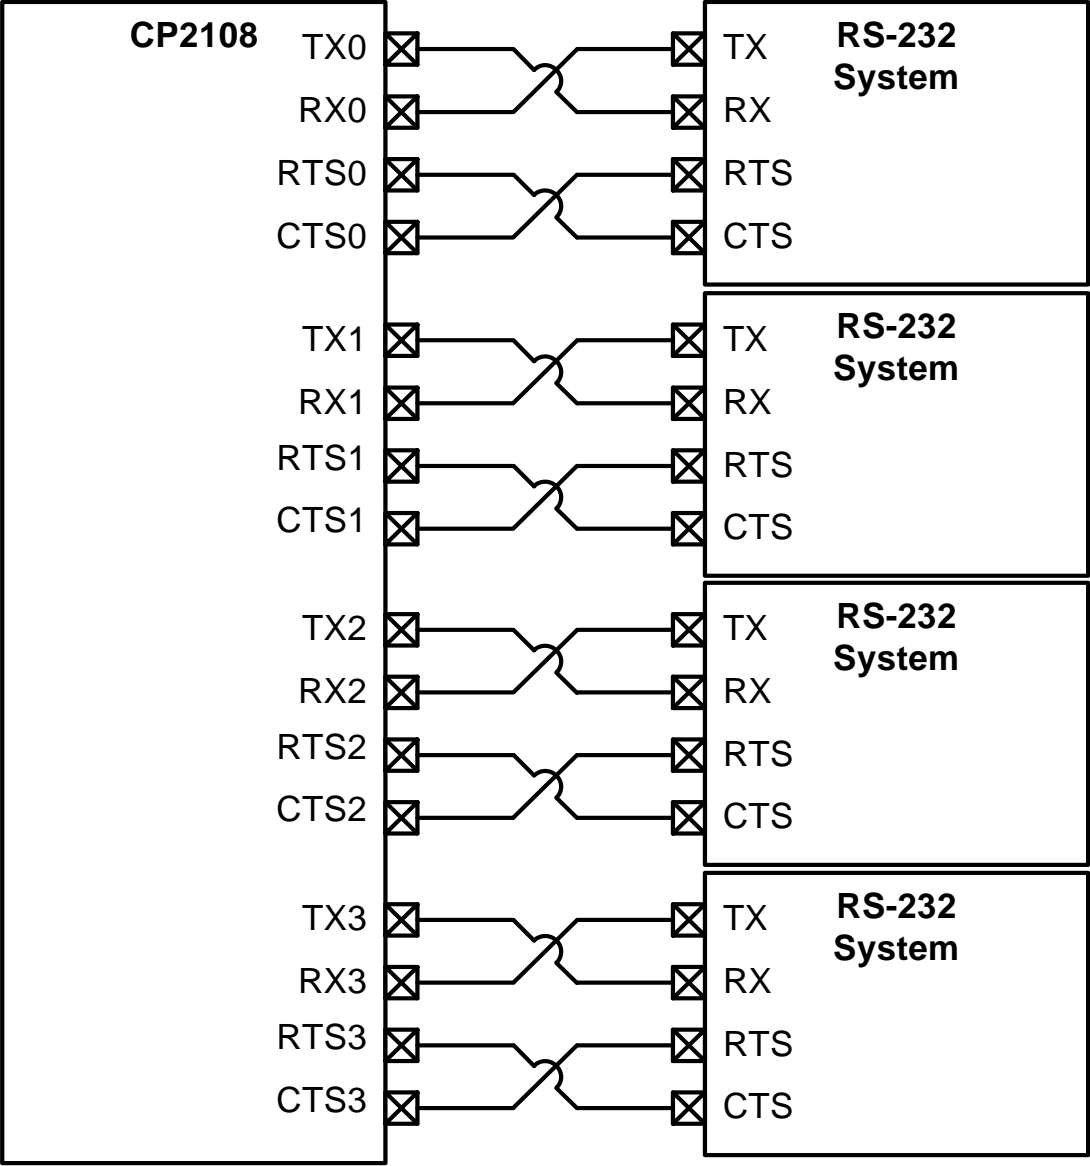 CP2108
TX0
RX0
RTS0
CTS0
TX1
RX1
RTS1
CTS1
TX2
RX2
RTS2
CTS2
TX3
RX3
RTS3
CTS3
RS-232
System
TX
RX
RTS
CTS
RS-232
System
TX
RX
RTS
CTS
RS-232
System
TX
RX
RTS
CTS
RS-232
System
TX
RX
RTS
CTS